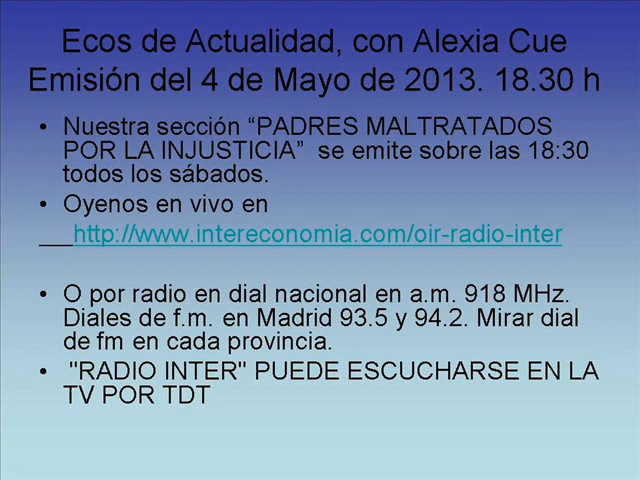 Ecos de Actualidad, con Alexia Cue
Emisión del 4 de Mayo de 2013. 18.30 h
• Nuestra sección “PADRES MALTRATADOS
POR LA INJUSTICIA” se emite sobre las 18:30
todos los sábados.
• Oyenos en vivo en
http://www.intereconomia.com/oir-radio-inter
• O por radio en dial nacional en a.m. 918 MHz.
Diales de f.m. en Madrid 93.5 y 94.2. Mirar dial
de fm en cada provincia.
• "RADIO INTER" PUEDE ESCUCHARSE EN LA
TV POR TDT